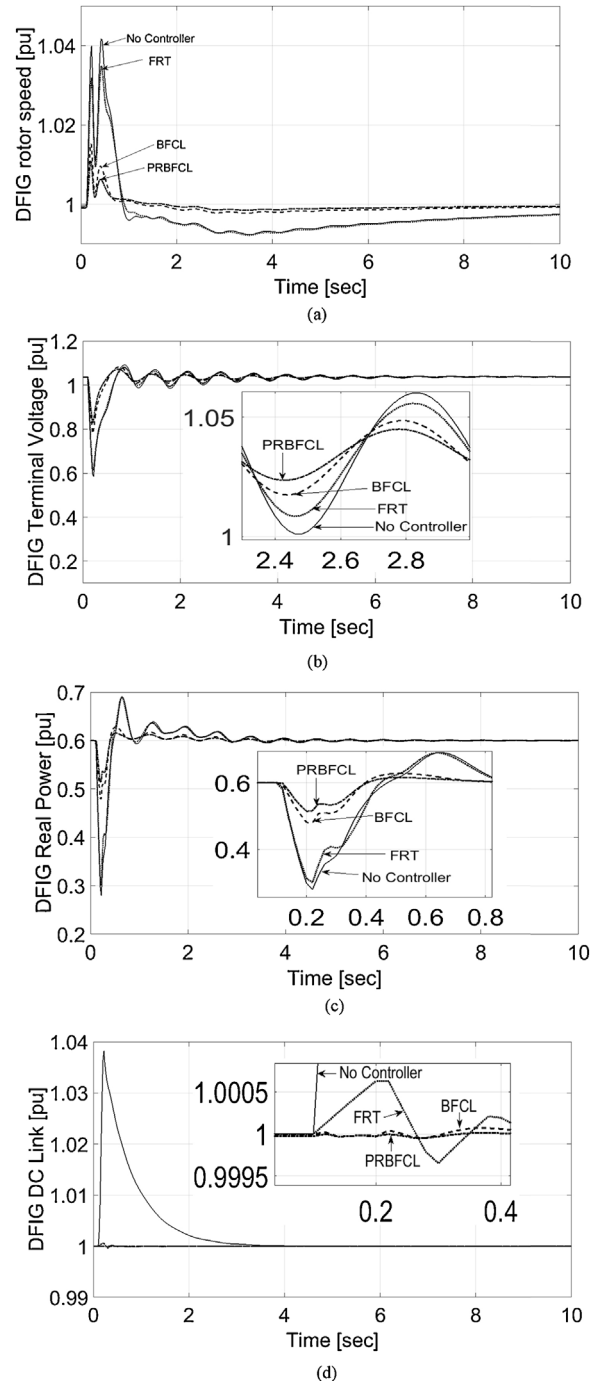 DFIG rotor speed [pu]
1.04
1.02
1
No Controller
FRT
BFCL
PRBFCL
0 2 4 6 8 10
Time [sec]
(a)
DFIG Terminal Voltage [pu]
1.2
1
0.8
0.6
0.4
0.2
0
1.05
1
PRBFCL
BFCL
FRT
No Controller
2.4 2.6 2.8
0 2 4 6 8 10
Time [sec]
(b)
DFIG Real Power [pu]
0.7
0.6
0.5
0.4
0.3
0.2
0.6
0.4
PRBFCL
BFCL
FRT
No Controller
0.2 0.4 0.6 0.8
0 2 4 6 8 10
Time [sec]
(c)
DFIG DC Link [pu]
1.04
1.03
1.02
1.01
1
0.99
1.0005
1
0.9995
No Controller
FRT
BFCL
PRBFCL
0.2 0.4
0 2 4 6 8 10
Time [sec]
(d)